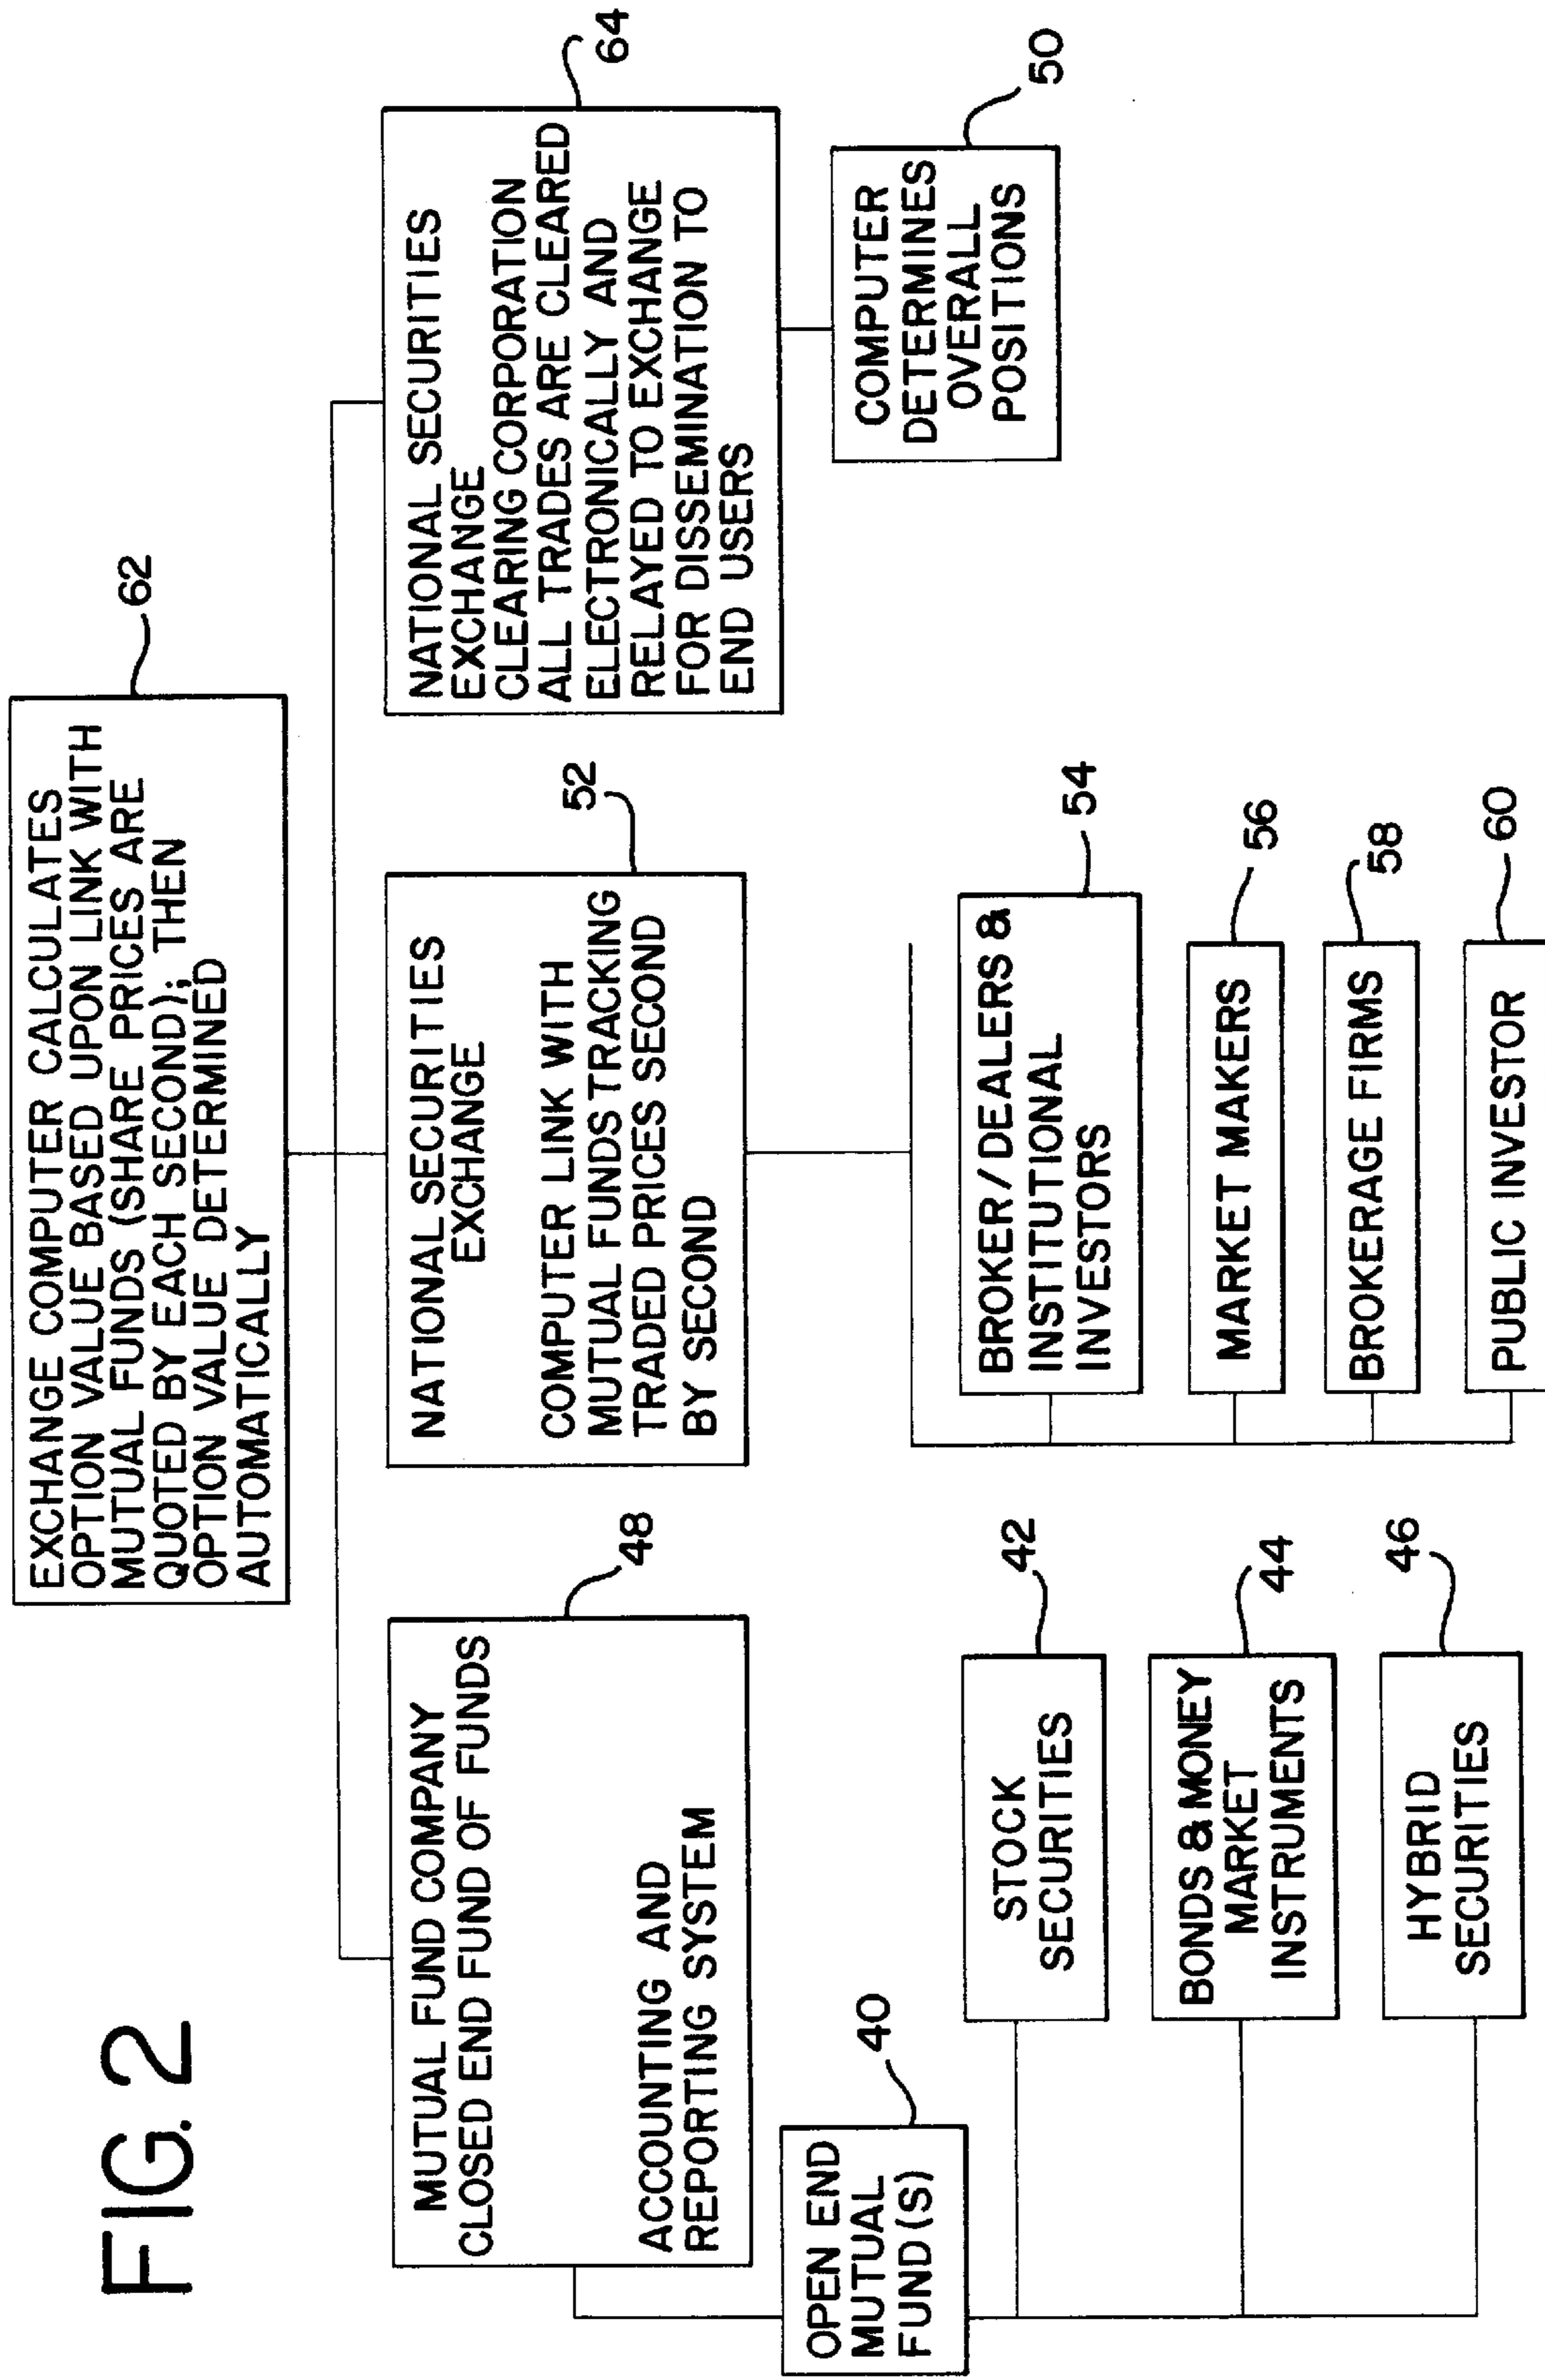 FIG. 2
EXCHANGE COMPUTER CALCULATES
OPTION VALUE BASED UPON LINK WITH
MUTUAL FUNDS (SHARE PRICES ARE
QUOTED BY EACH SECOND); THEN
OPTION VALUE DETERMINED
AUTOMATICALLY
62
MUTUAL FUND COMPANY
CLOSED END FUND OF FUNDS
ACCOUNTING AND
REPORTING SYSTEM
48
OPEN END
MUTUAL
FUND(S)
40
STOCK
SECURITIES
42
BONDS & MONEY
MARKET
INSTRUMENTS
44
HYBRID
SECURITIES
46
NATIONAL SECURITIES
EXCHANGE
COMPUTER LINK WITH
MUTUAL FUNDS TRACKING
TRADED PRICES SECOND
BY SECOND
52
BROKER/DEALERS &
INSTITUTIONAL
INVESTORS
54
MARKET MAKERS
56
BROKERAGE FIRMS
58
PUBLIC INVESTOR
60
NATIONAL SECURITIES
EXCHANGE
CLEARING CORPORATION
ALL TRADES ARE CLEARED
ELECTRONICALLY AND
RELAYED TO EXCHANGE
FOR DISSEMINATION TO
END USERS
64
COMPUTER
DETERMINES
OVERALL
POSITIONS
50